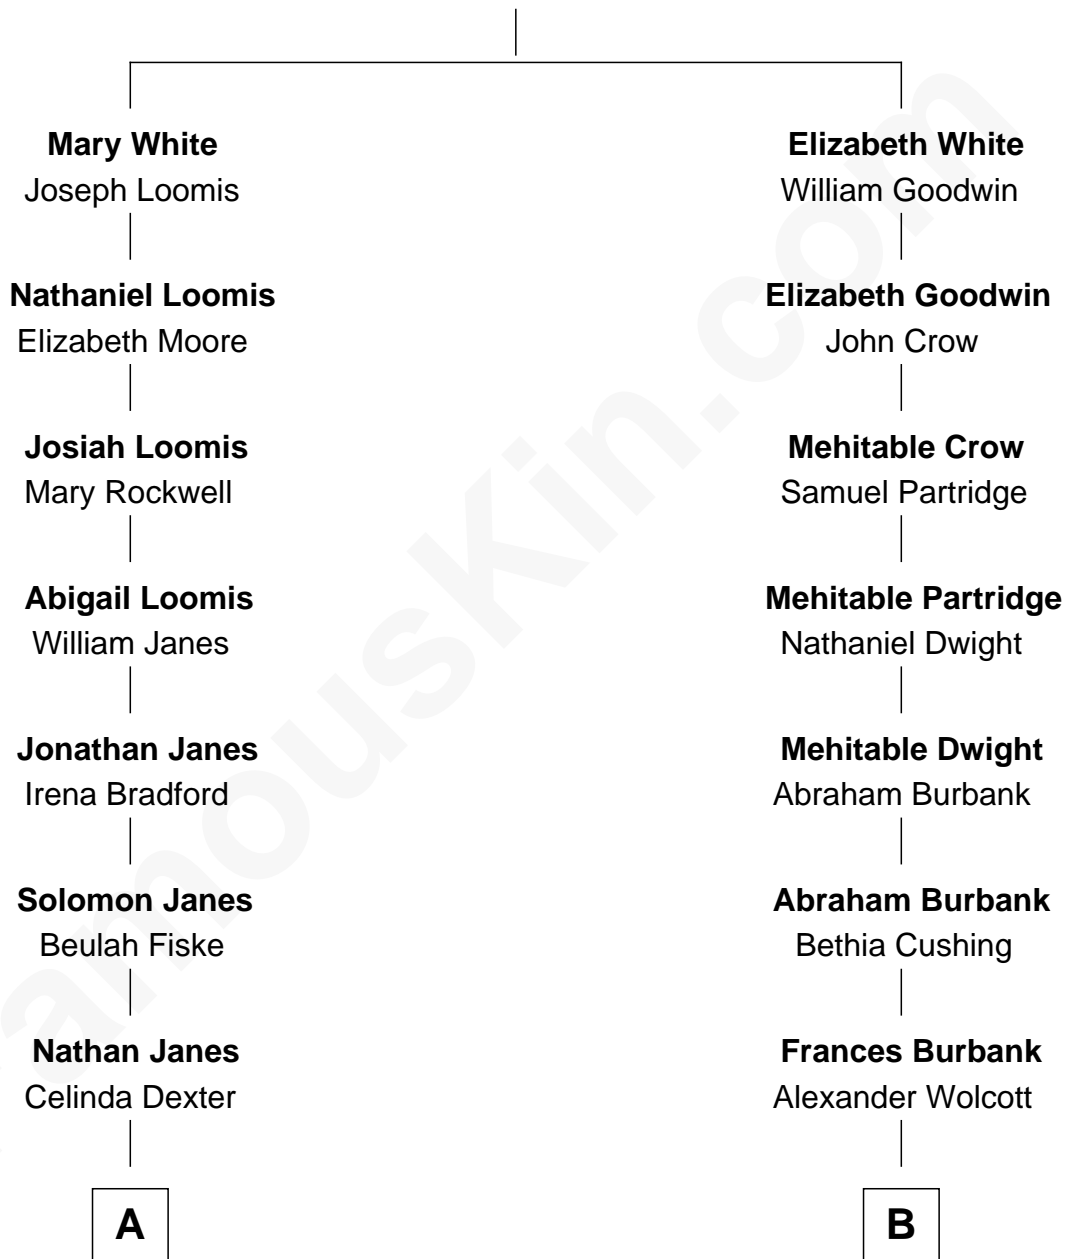 Mary White
Joseph Loomis
Nathaniel Loomis
Elizabeth Moore
Josiah Loomis
Mary Rockwell
Abigail Loomis
William Janes
Jonathan Janes
Irena Bradford
Solomon Janes
Beulah Fiske
Nathan Janes
Celinda Dexter
A
Elizabeth White
William Goodwin
Elizabeth Goodwin
John Crow
Mehitable Crow
Samuel Partridge
Mehitable Partridge
Nathaniel Dwight
Mehitable Dwight
Abraham Burbank
Abraham Burbank
Bethia Cushing
Frances Burbank
Alexander Wolcott
B
amousKin.com